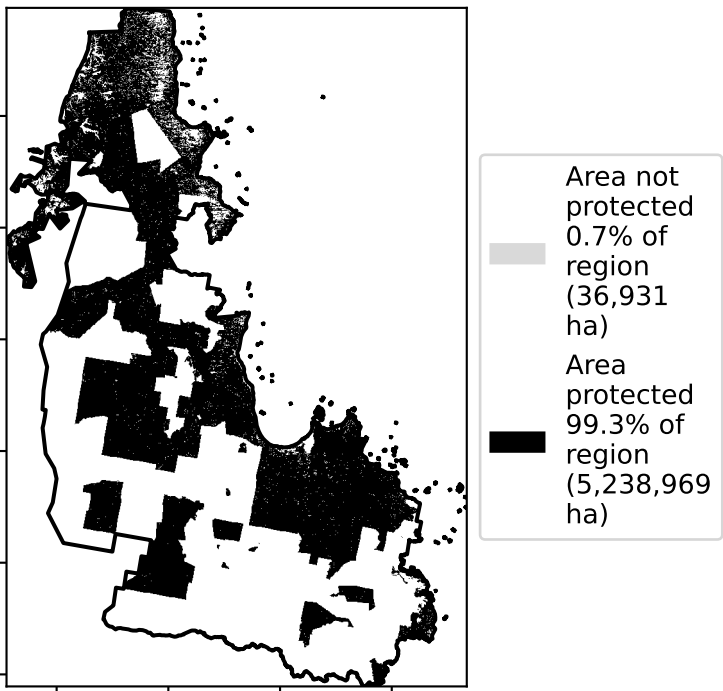 Area not
protected
0.7% of
region
(36,931
ha)
Area
protected
99.3% of
region
(5,238,969
ha)